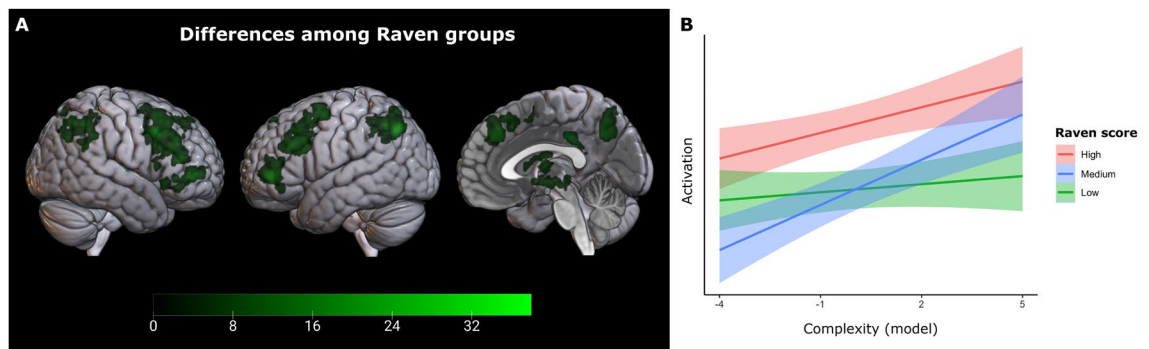 A
Differences among Raven groups
0 8 16 24 32
B
Activation
-4 -1 2 5
Complexity (model)
Raven score
High
Medium
Low